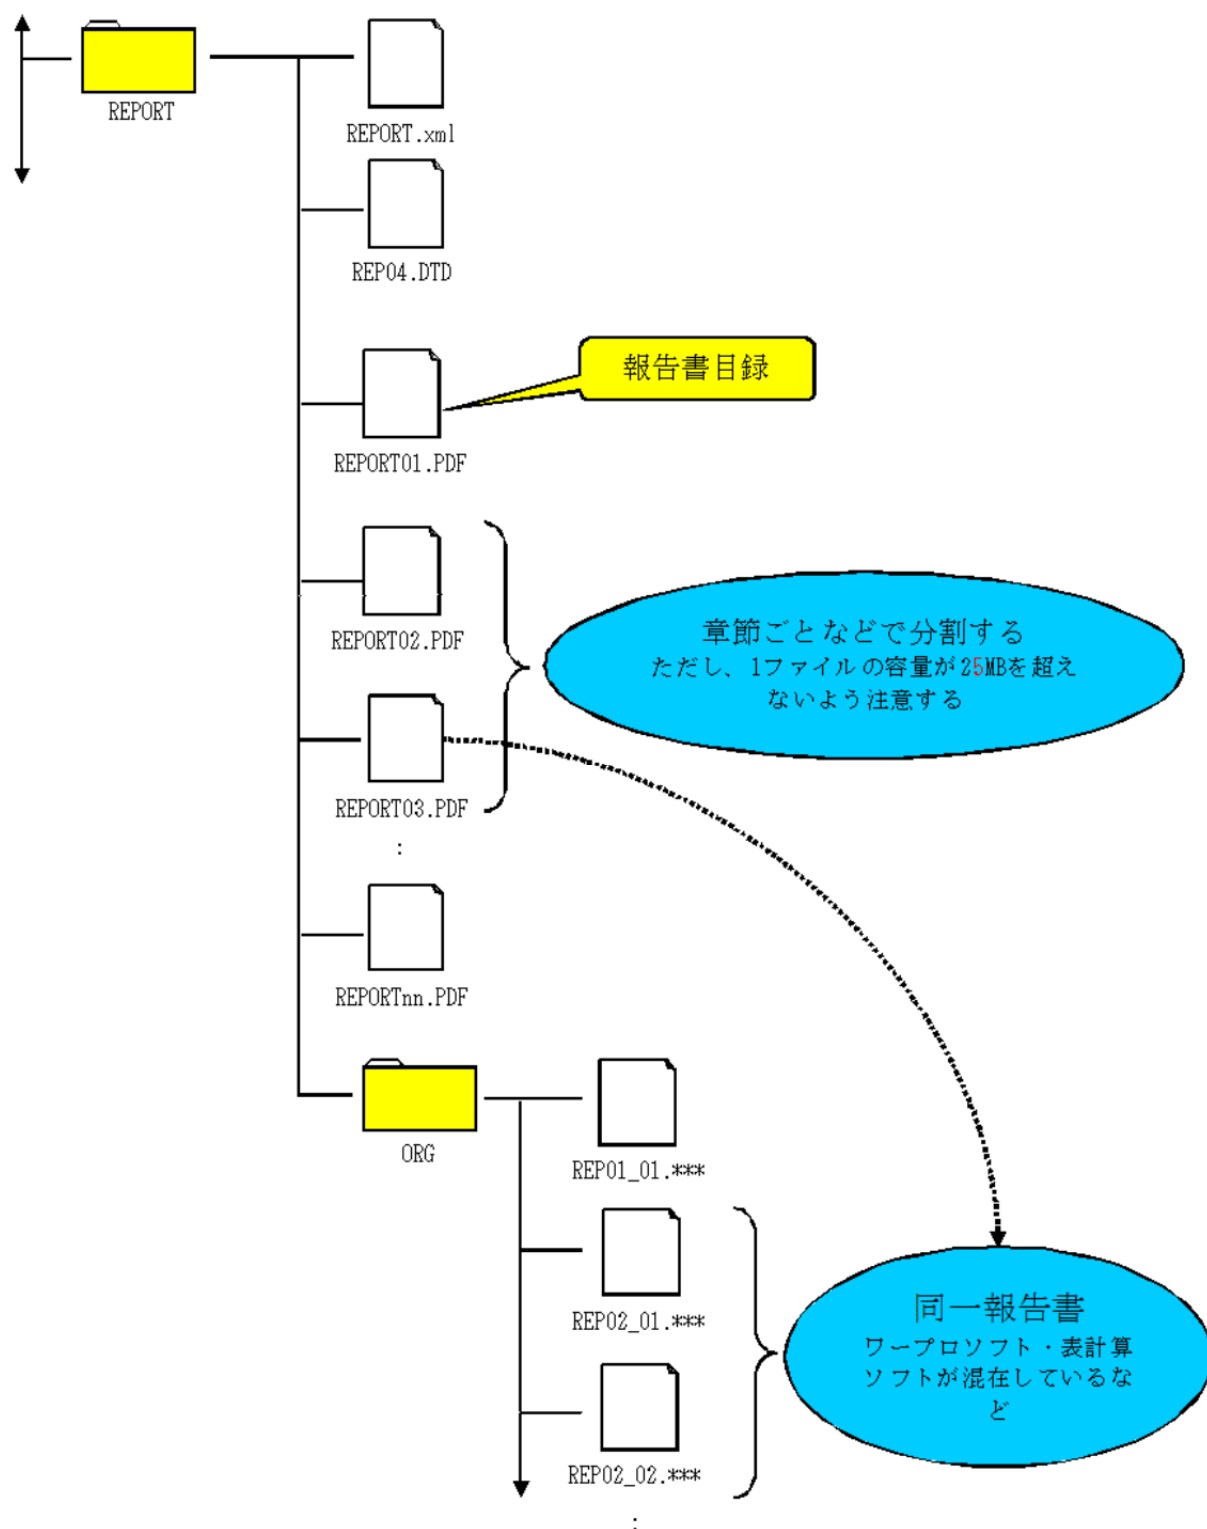 REPORT
REPORT.xml
REP04.DTD
報告書目録
REPORT01.PDF
REPORT02.PDF
章節ごとなどで分割する
ただし、1ファイルの容量が25MBを超え
ないよう注意する
REPORT03.PDF
:
REPORTnn.PDF
ORG
REP01_01.***
REP02_01.***
同一報告書
ワープロソフト・表計算
ソフトが混在しているな
ど
REP02_02.***
: